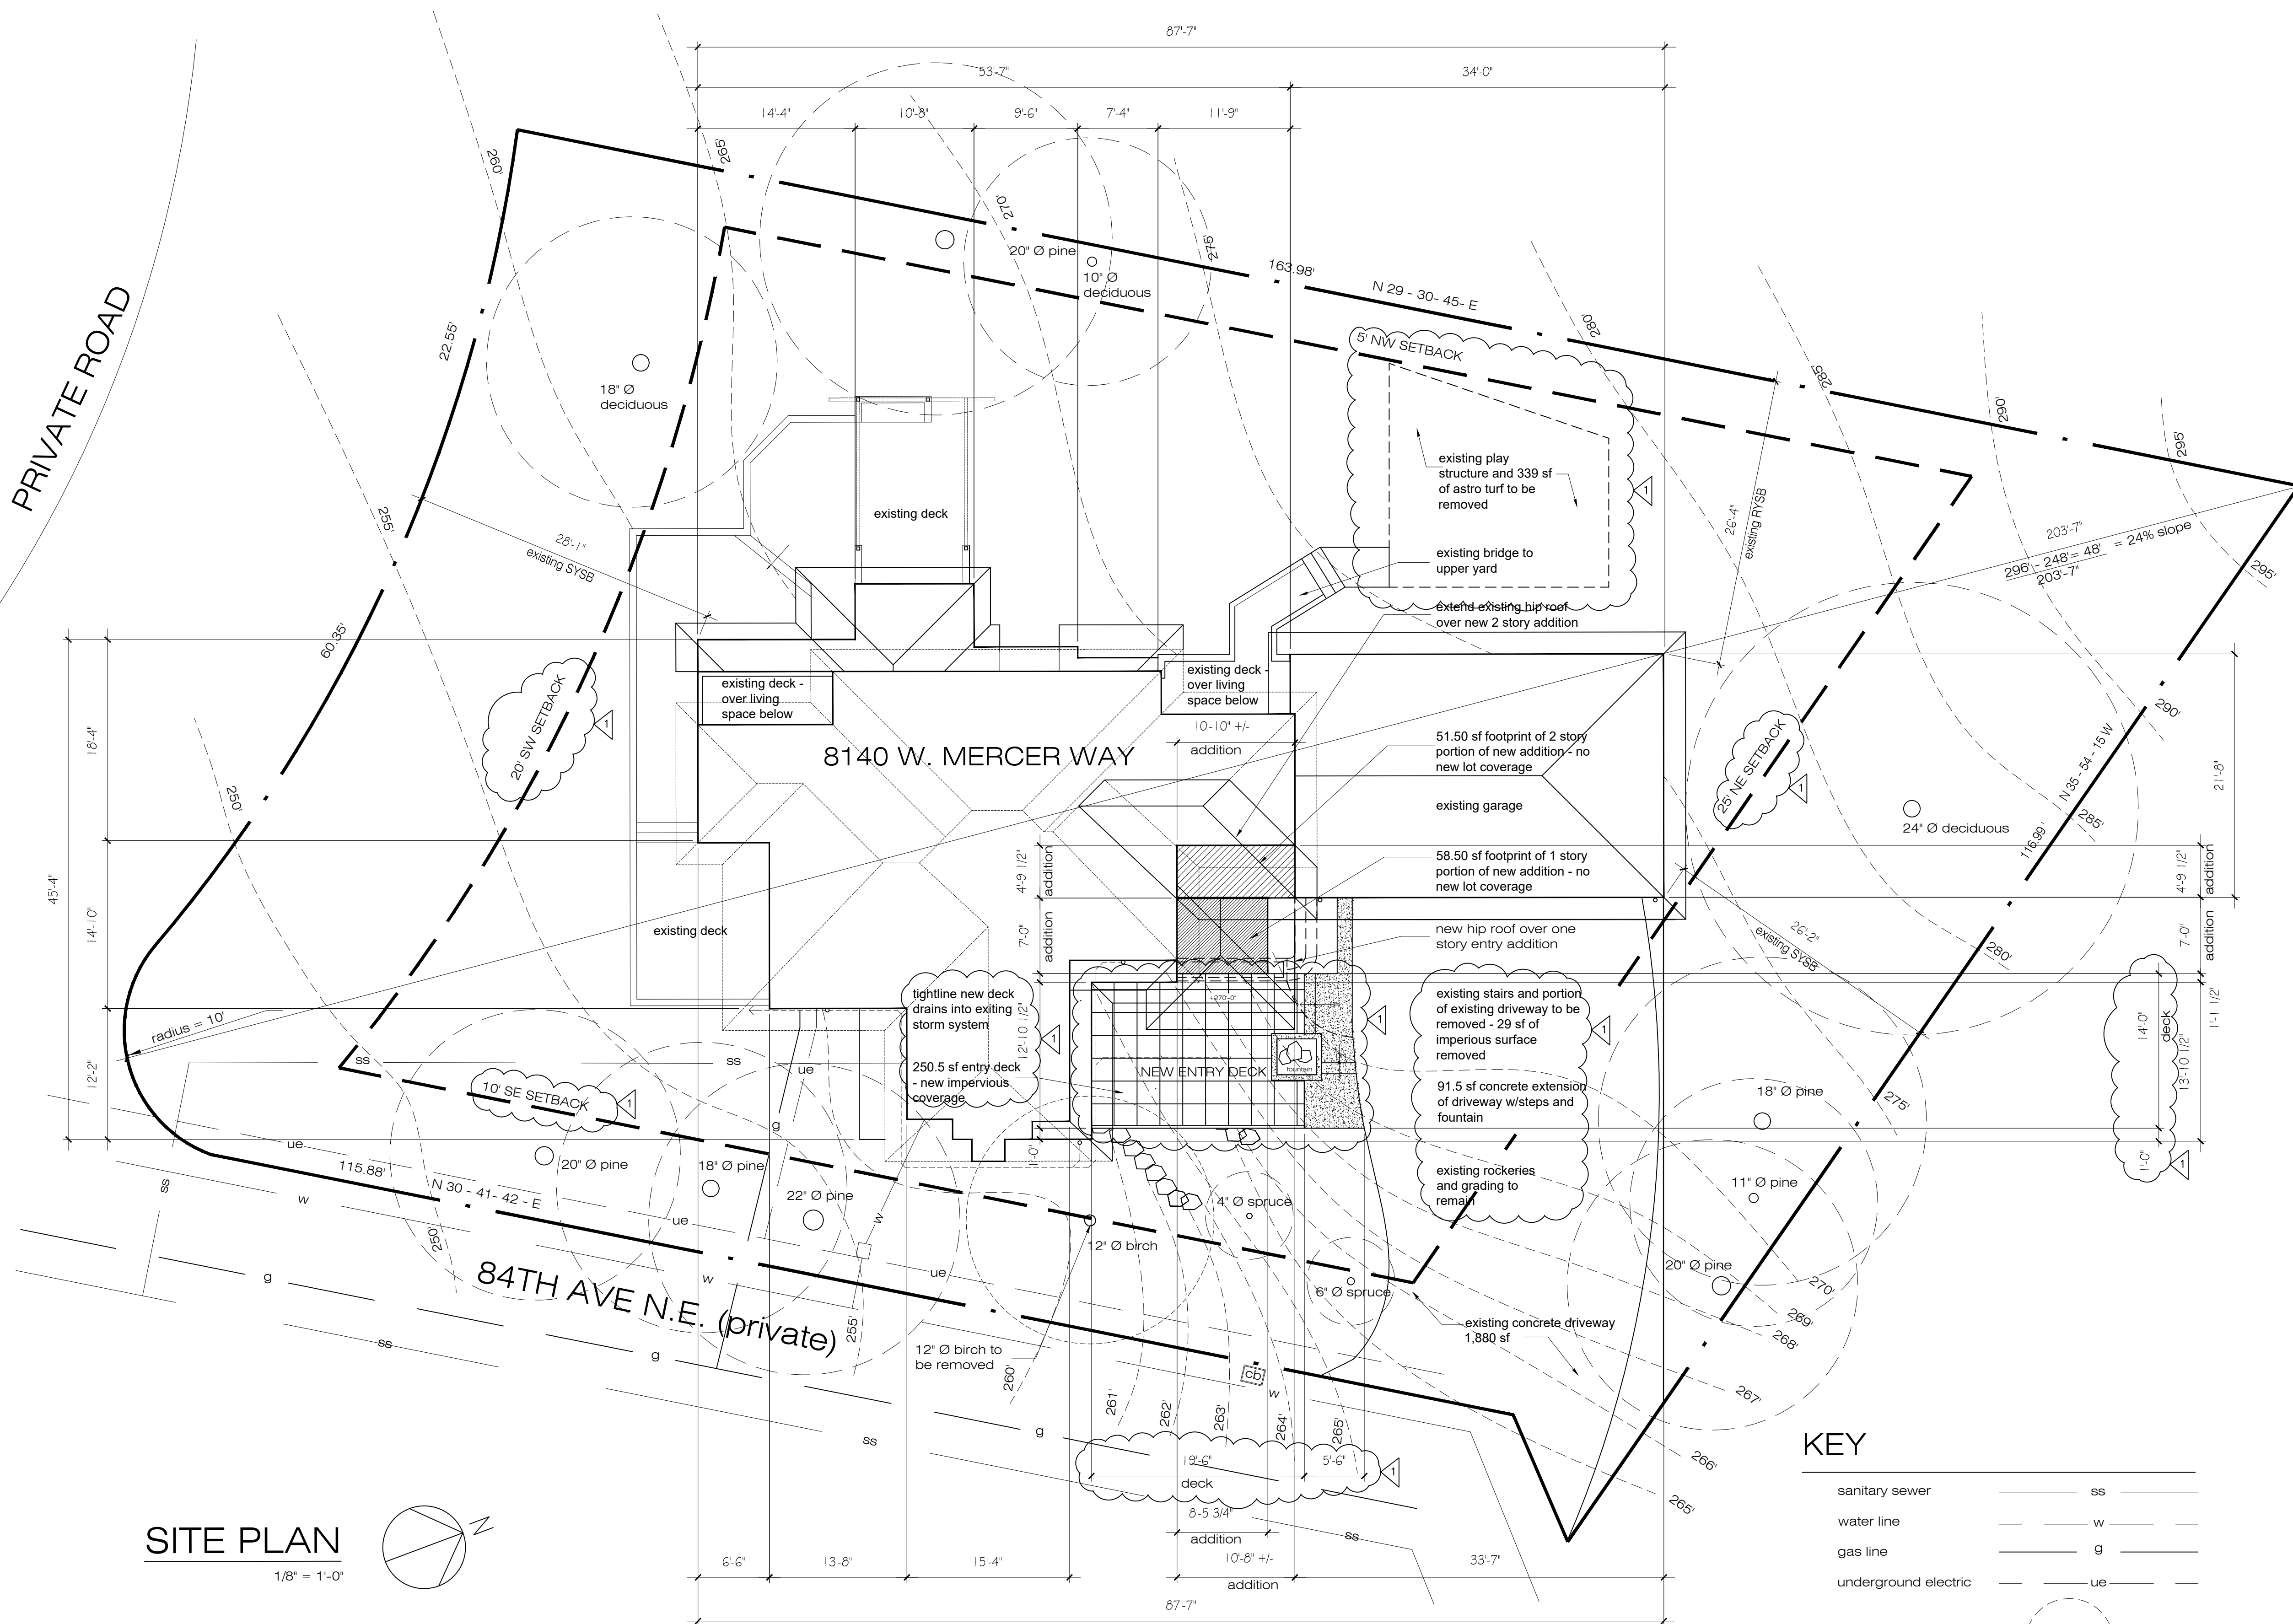 87'-7"
53'-7"
34'-0"
14'-4"
10'-8"
9'-6"
7'-4"
11'-9"
PRIVATE ROAD
260'
265'
270'
275'
280'
285'
290'
295'
22.55'
60.35'
255'
250'
20" Ø pine
10" Ø
deciduous
163.98'
N 29 - 30- 45- E
5' NW SETBACK
18" Ø
deciduous
existing play
structure and 339 sf
of astro turf to be
removed
1
existing bridge to
upper yard
extend existing hip roof
over new 2 story addition
26'-4"
existing RYSB
203'-7"
296' - 248'= 48' = 24% slope
203'-7"
295'
290'
285'
280'
275'
28'-1"
existing SYSB
existing deck
20' SW SETBACK
1
existing deck -
over living
space below
existing deck -
over living
space below
8140 W. MERCER WAY
10'-10" +/-
addition
51.50 sf footprint of 2 story
portion of new addition - no
new lot coverage
existing garage
58.50 sf footprint of 1 story
portion of new addition - no
new lot coverage
new hip roof over one
story entry addition
25' NE SETBACK
1
N 35 - 54 - 15 W
116.99'
24" Ø deciduous
26'-2"
existing SYSB
21'-8"
4'-9 1/2"
addition
7'-0"
addition
1'-1 1/2"
14'-0"
deck
13'-10 1/2"
1'-0"
1
45'-4"
18'-4"
14'-10"
12'-2"
4'-9 1/2"
addition
7'-0"
addition
12'-10 1/2"
1'-0"
existing deck
radius = 10'
tightline new deck
drains into exiting
storm system
250.5 sf entry deck
- new impervious
coverage
1
+270'-0"
NEW ENTRY DECK
fountain
1
existing stairs and portion
of existing driveway to be
removed - 29 sf of
imperious surface
removed
91.5 sf concrete extension
of driveway w/steps and
fountain
existing rockeries
and grading to
remain
1
10' SE SETBACK
1
ss
ss
ue
g
ue
ss
w
115.88'
N 30 - 41- 42 - E
250'
20" Ø pine
18" Ø pine
22" Ø pine
ue
w
w
ue
12" Ø birch
4" Ø spruce
6" Ø spruce
18" Ø pine
11" Ø pine
20" Ø pine
existing concrete driveway
1,880 sf
84TH AVE N.E. (private)
g
ss
g
255'
12" Ø birch to
be removed
cb
w
g
ss
ss
260'
261'
262'
263'
264'
265'
270'
269'
268'
267'
266'
265'
19'-6"
5'-6"
deck
1
8'-5 3/4"
addition
6'-6"
13'-8"
15'-4"
10'-8" +/-
addition
33'-7"
87'-7"
SITE PLAN
1/8" = 1'-0"
N
KEY
sanitary sewer ss
water line w
gas line g
underground electric ue